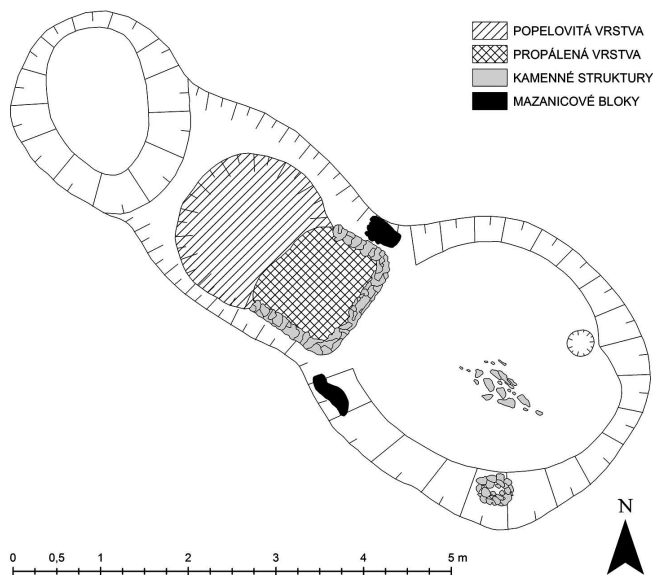 POPELOVITÁ VRSTVA
PROPÁLENÁ VRSTVA
KAMENNÉ STRUKTURY
MAZANICOVÉ BLOKY
N
0 0,5 1 2 3 4 5 m